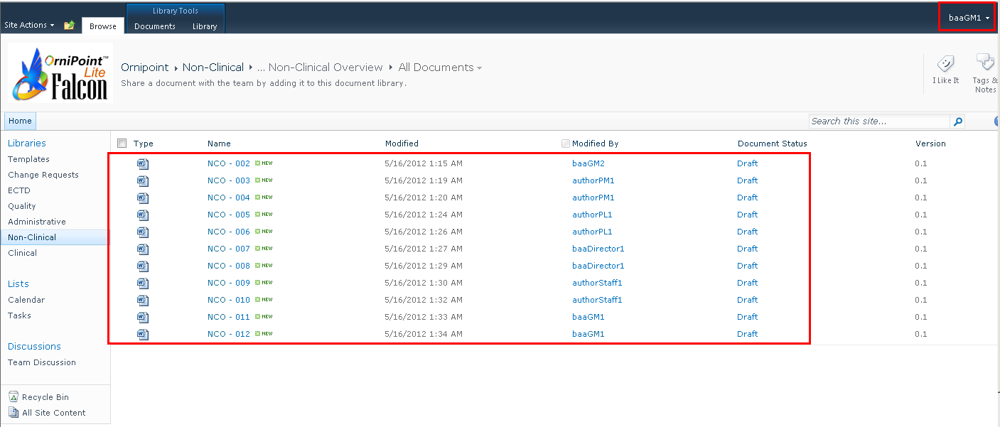 Library Tools
Site Actions Browse Documents Library baaGM1
OrniPoint™
Lite
Falcon
Ornipoint Non-Clinical ... Non-Clinical Overview All Documents
Share a document with the team by adding it to this document library.
I Like It
Tags &
Notes
Home
Search this site...
Libraries
Templates
Change Requests
ECTD
Quality
Administrative
Non-Clinical
Clinical
Lists
Calendar
Tasks
Discussions
Team Discussion
Recycle Bin
All Site Content
Type Name Modified Modified By Document Status Version
NCO - 002 NEW 5/16/2012 1:15 AM baaGM2 Draft 0.1
NCO - 003 NEW 5/16/2012 1:19 AM authorPM1 Draft 0.1
NCO - 004 NEW 5/16/2012 1:20 AM authorPM1 Draft 0.1
NCO - 005 NEW 5/16/2012 1:24 AM authorPL1 Draft 0.1
NCO - 006 NEW 5/16/2012 1:26 AM authorPL1 Draft 0.1
NCO - 007 NEW 5/16/2012 1:27 AM baaDirector1 Draft 0.1
NCO - 008 NEW 5/16/2012 1:29 AM baaDirector1 Draft 0.1
NCO - 009 NEW 5/16/2012 1:30 AM authorStaff1 Draft 0.1
NCO - 010 NEW 5/16/2012 1:32 AM authorStaff1 Draft 0.1
NCO - 011 NEW 5/16/2012 1:33 AM baaGM1 Draft 0.1
NCO - 012 NEW 5/16/2012 1:34 AM baaGM1 Draft 0.1